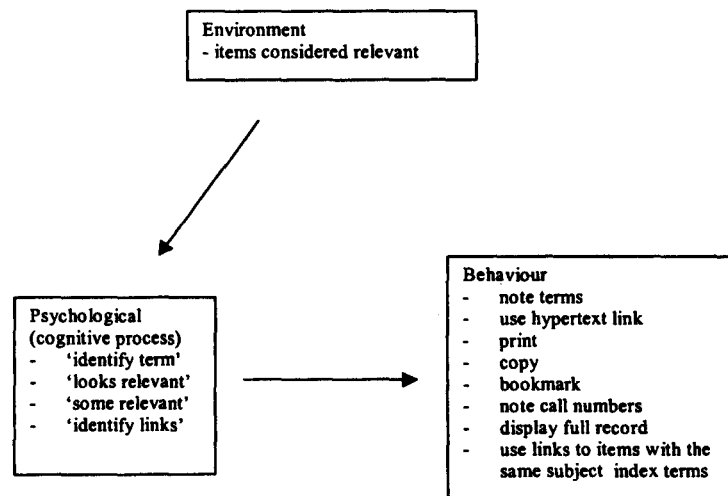 Environment
- items considered relevant
Psychological
(cognitive process)
- 'identify term'
- 'looks relevant'
- 'some relevant'
- 'identify links'
Behaviour
- note terms
- use hypertext link
- print
- copy
- bookmark
- note call numbers
- display full record
- use links to items with the
same subject index terms